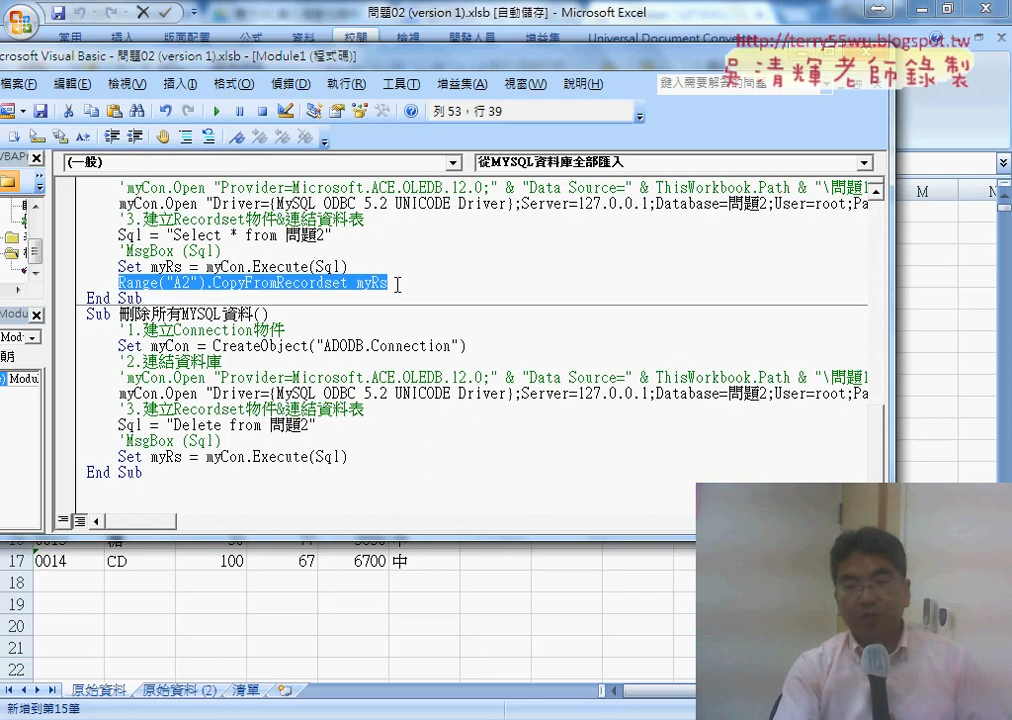 問題02 (version 1).xlsb [自動儲存] - Microsoft Excel
常用 插入 版面配置 公式 資料 校閱 檢視 開發人員 增益集 Universal Document Conver
http://terry55wu.blogspot.tw
吳清輝老師錄製
crosoft Visual Basic - 問題02 (version 1).xlsb - [Module1 (程式碼)]
檔案(F) 編輯(E) 檢視(V) 插入(I) 格式(O) 偵錯(D) 執行(R) 工具(T) 增益集(A) 視窗(W) 說明(H) 鍵入需要解答的問
列 53，行 39
VBAP
(一般) 從MYSQL資料庫全部匯入
M N
'myCon.Open "Provider=Microsoft.ACE.OLEDB.12.0;" & "Data Source=" & ThisWorkbook.Path & "\問題
myCon.Open "Driver={MySQL ODBC 5.2 UNICODE Driver};Server=127.0.0.1;Database=問題2;User=root;Pa
'3.建立Recordset物件&連結資料表
Sql = "Select * from 問題2"
'MsgBox (Sql)
Set myRs = myCon.Execute(Sql)
Range("A2").CopyFromRecordset myRs
End Sub
Sub 刪除所有MYSQL資料()
'1.建立Connection物件
Set myCon = CreateObject("ADODB.Connection")
'2.連結資料庫
'myCon.Open "Provider=Microsoft.ACE.OLEDB.12.0;" & "Data Source=" & ThisWorkbook.Path & "\問題
myCon.Open "Driver={MySQL ODBC 5.2 UNICODE Driver};Server=127.0.0.1;Database=問題2;User=root;Pa
'3.建立Recordset物件&連結資料表
Sql = "Delete from 問題2"
'MsgBox (Sql)
Set myRs = myCon.Execute(Sql)
End Sub
Modu
Mod
Modu
17 0014 CD 100 67 6700 中
18
19
20
21
22
原始資料 原始資料 (2) 清單
新增到第15筆